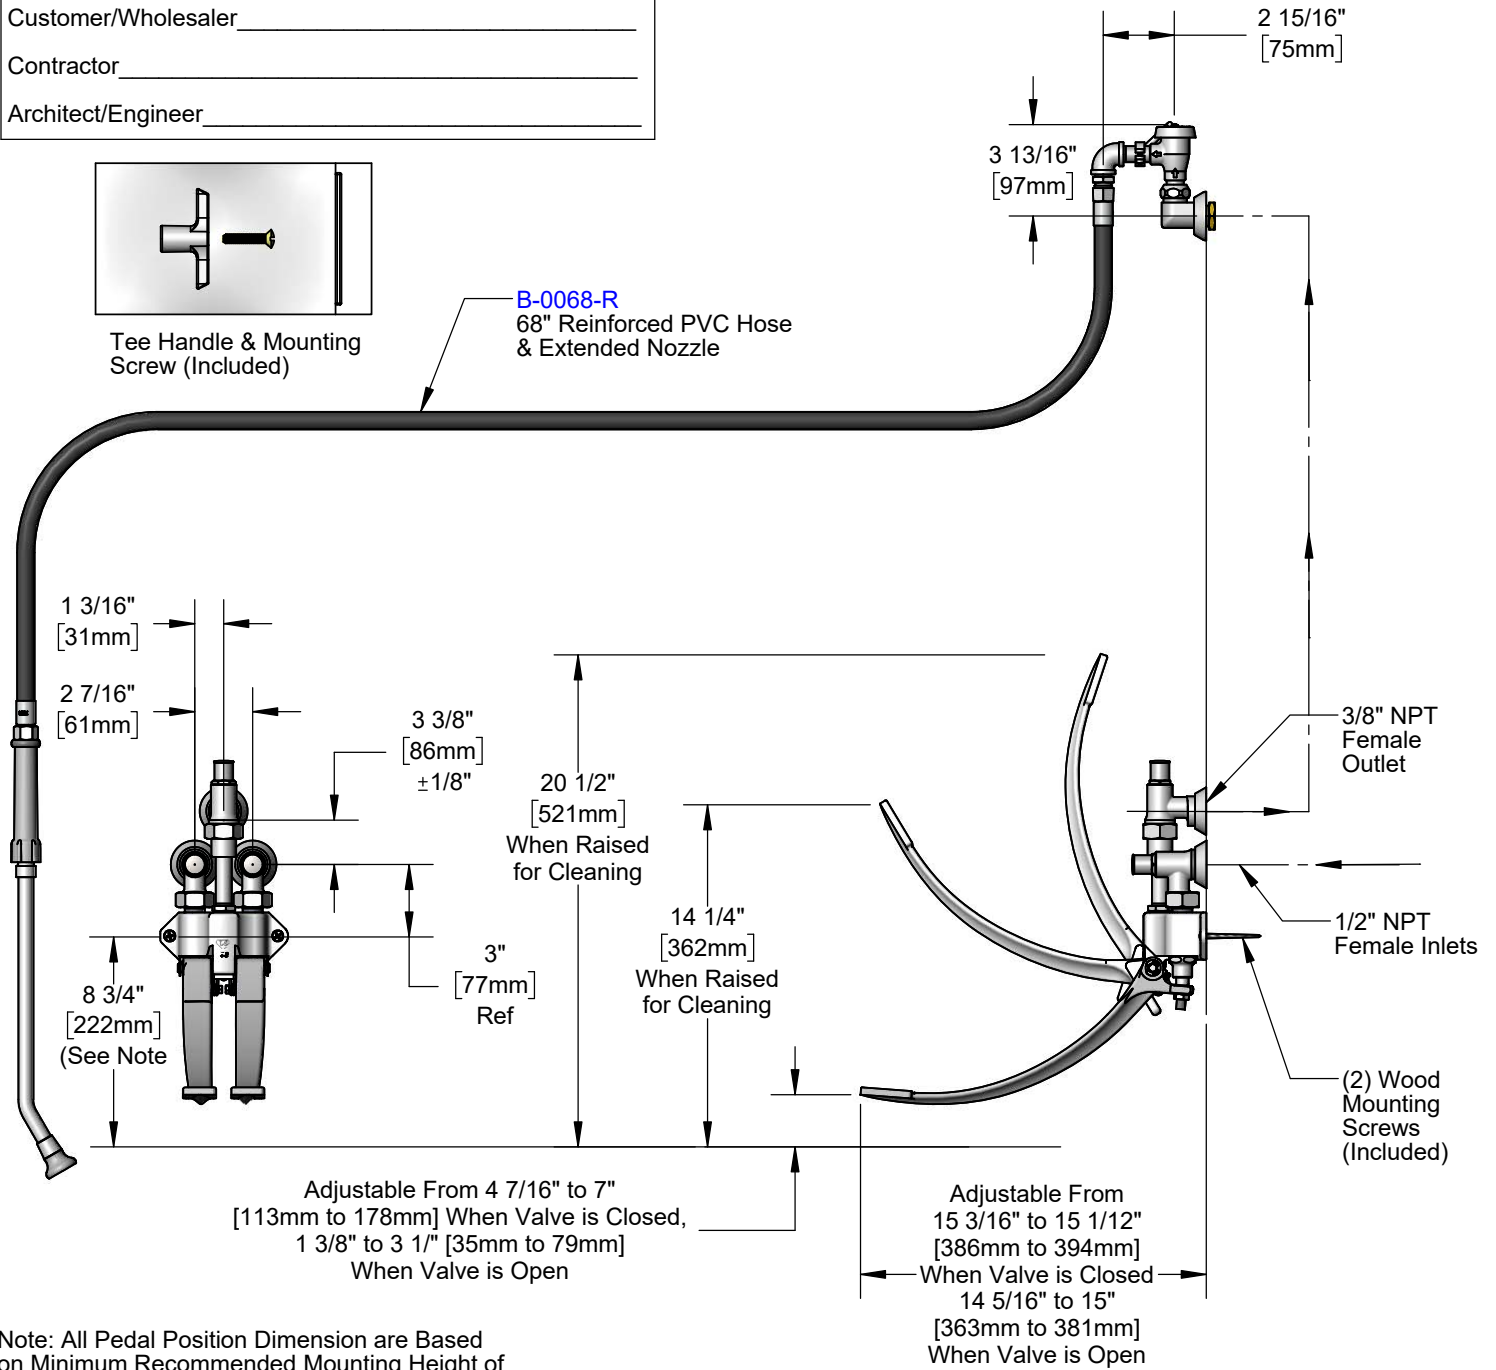 Customer/Wholesaler
Contractor
Architect/Engineer
Tee Handle & Mounting
Screw (Included)
B-0068-R
68" Reinforced PVC Hose
& Extended Nozzle
2 15/16"
[75mm]
3 13/16"
[97mm]
1 3/16"
[31mm]
2 7/16"
[61mm]
3 3/8"
[86mm]
±1/8"
20 1/2"
[521mm]
When Raised
for Cleaning
14 1/4"
[362mm]
When Raised
for Cleaning
3"
[77mm]
Ref
8 3/4"
[222mm]
(See Note
3/8" NPT
Female
Outlet
1/2" NPT
Female Inlets
(2) Wood
Mounting
Screws
(Included)
Adjustable From 4 7/16" to 7"
[113mm to 178mm] When Valve is Closed,
1 3/8" to 3 1/" [35mm to 79mm]
When Valve is Open
Adjustable From
15 3/16" to 15 1/12"
[386mm to 394mm]
When Valve is Closed
14 5/16" to 15"
[363mm to 381mm]
When Valve is Open
Note: All Pedal Position Dimension are Based
on Minimum Recommended Mounting Height of